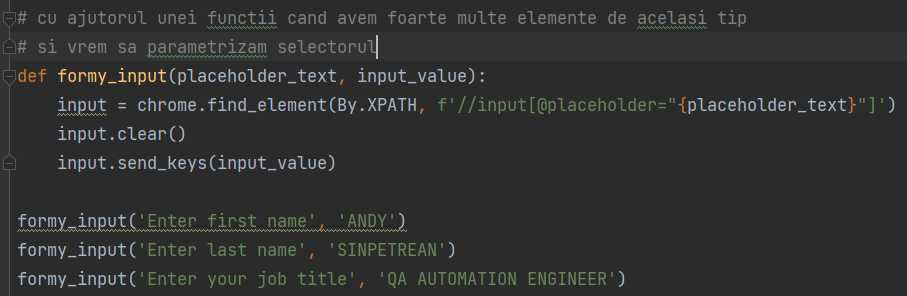 # cu ajutorul unei functii cand avem foarte multe elemente de acelasi tip
# si vrem sa parametrizam selectorul
def formy_input(placeholder_text, input_value):
    input = chrome.find_element(By.XPATH, f'//input[@placeholder="{placeholder_text}"]')
    input.clear()
    input.send_keys(input_value)
formy_input('Enter first name', 'ANDY')
formy_input('Enter last name', 'SINPETREAN')
formy_input('Enter your job title', 'QA AUTOMATION ENGINEER')